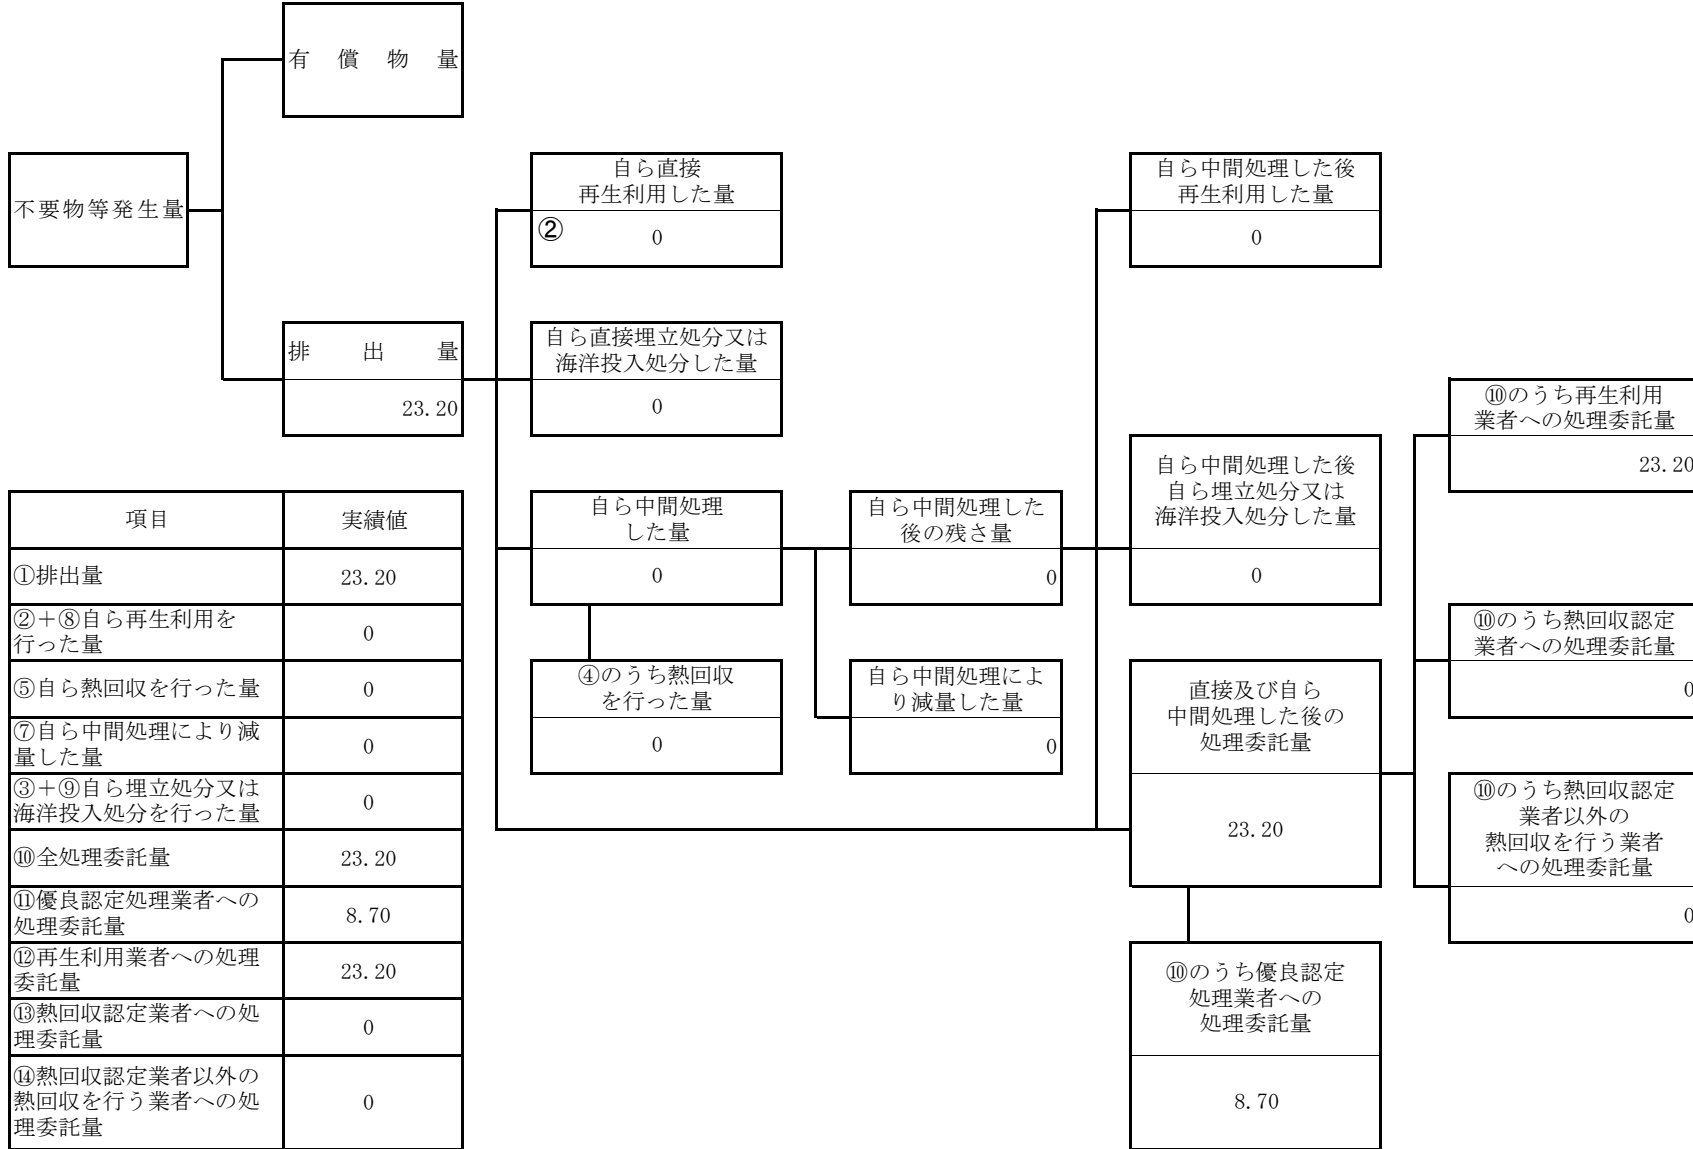 有償物量
不要物等発生量
自ら直接
再生利用した量
②
0
自ら中間処理した後
再生利用した量
0
排出量
23.20
自ら直接埋立処分又は
海洋投入処分した量
0
⑩のうち再生利用
業者への処理委託量
23.20
自ら中間処理した後
自ら埋立処分又は
海洋投入処分した量
0
自ら中間処理
した量
0
自ら中間処理した
後の残さ量
0
⑩のうち熱回収認定
業者への処理委託量
0
④のうち熱回収
を行った量
0
自ら中間処理によ
り減量した量
0
直接及び自ら
中間処理した後の
処理委託量
23.20
⑩のうち熱回収認定
業者以外の
熱回収を行う業者
への処理委託量
0
⑩のうち優良認定
処理業者への
処理委託量
8.70
項目 実績値
①排出量 23.20
②+⑧自ら再生利用を
行った量 0
⑤自ら熱回収を行った量 0
⑦自ら中間処理により減
量した量 0
③+⑨自ら埋立処分又は
海洋投入処分を行った量 0
⑩全処理委託量 23.20
⑪優良認定処理業者への
処理委託量 8.70
⑫再生利用業者への処理
委託量 23.20
⑬熱回収認定業者への処
理委託量 0
⑭熱回収認定業者以外の
熱回収を行う業者への処
理委託量 0